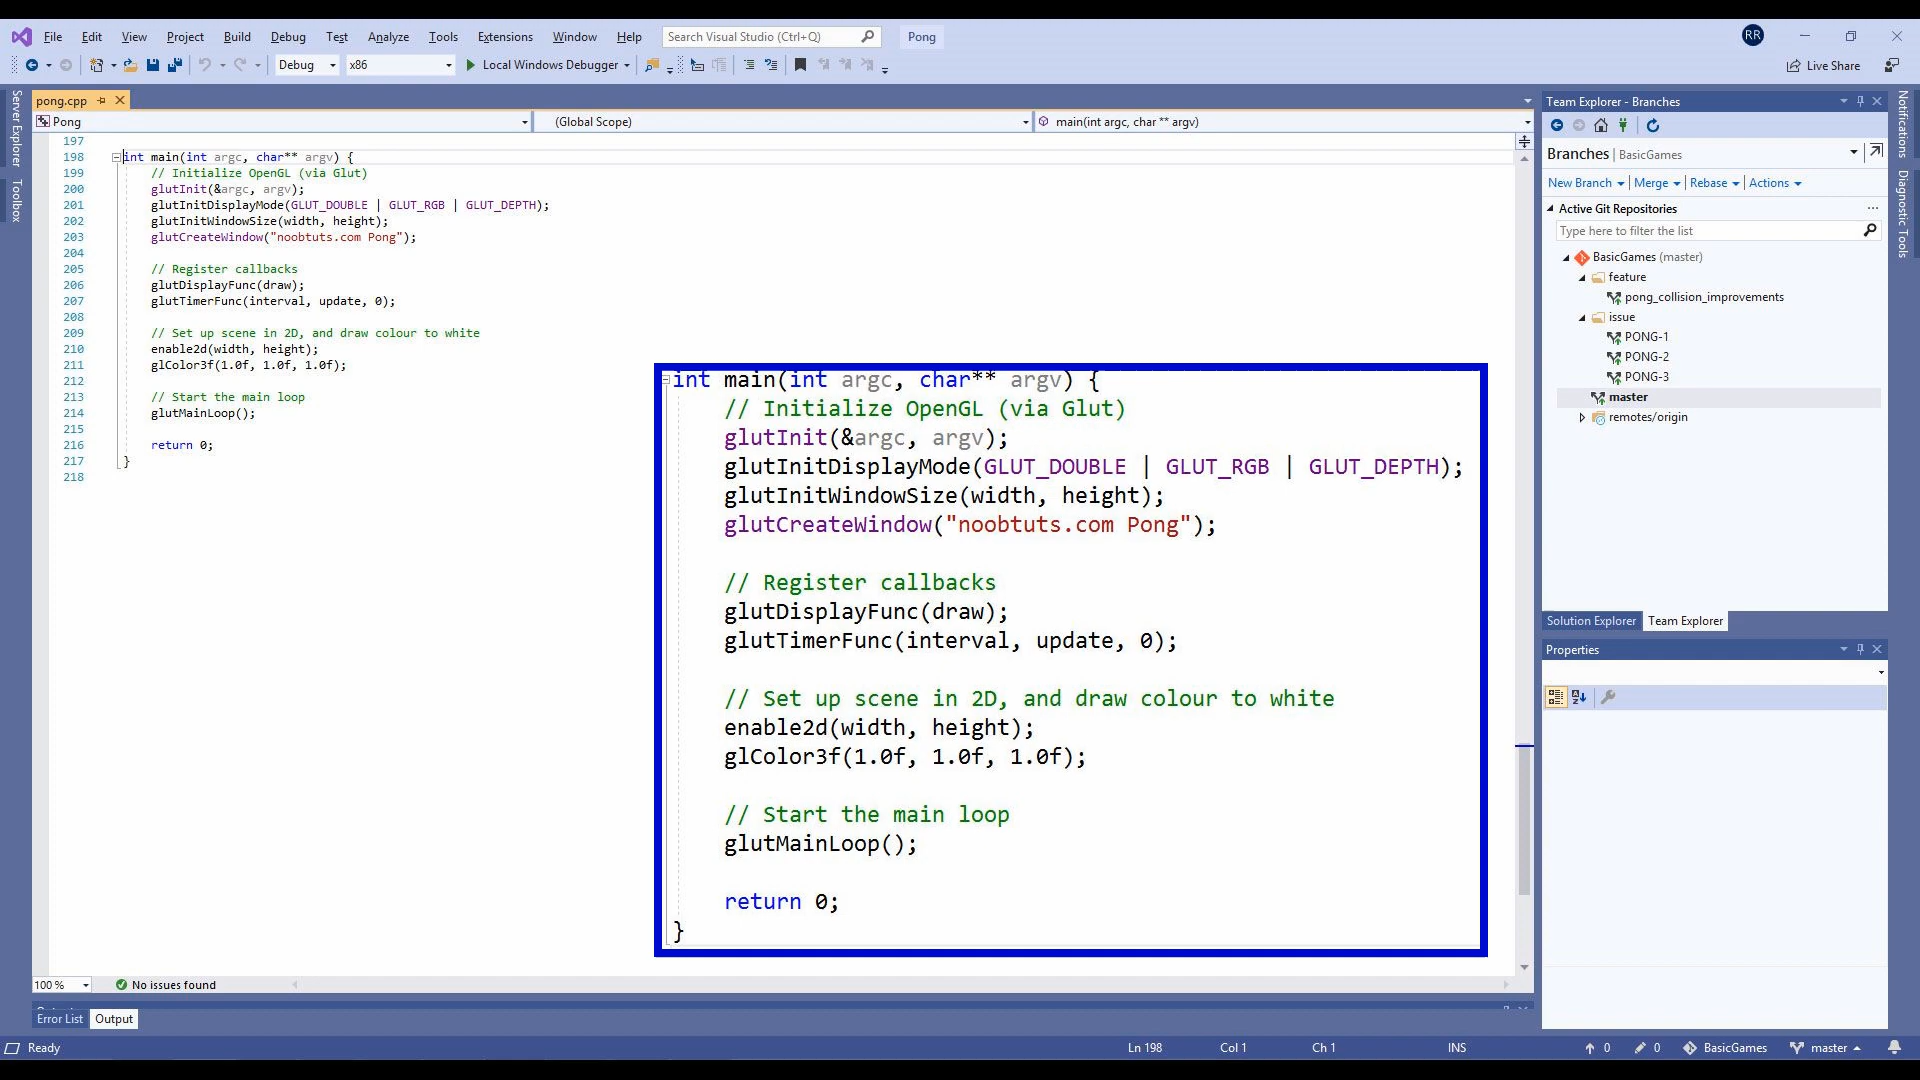 File Edit View Project Build Debug Test Analyze Tools Extensions Window Help Search Visual Studio (Ctrl+Q) Pong RR
Debug x86 Local Windows Debugger Live Share
Server Explorer
Toolbox
pong.cpp
Pong (Global Scope) main(int argc, char ** argv)
197
198 int main(int argc, char** argv) {
199 // Initialize OpenGL (via Glut)
200 glutInit(&argc, argv);
201 glutInitDisplayMode(GLUT_DOUBLE | GLUT_RGB | GLUT_DEPTH);
202 glutInitWindowSize(width, height);
203 glutCreateWindow("noobtuts.com Pong");
204
205 // Register callbacks
206 glutDisplayFunc(draw);
207 glutTimerFunc(interval, update, 0);
208
209 // Set up scene in 2D, and draw colour to white
210 enable2d(width, height);
211 glColor3f(1.0f, 1.0f, 1.0f);
212
213 // Start the main loop
214 glutMainLoop();
215
216 return 0;
217 }
218
int main(int argc, char** argv) {
// Initialize OpenGL (via Glut)
glutInit(&argc, argv);
glutInitDisplayMode(GLUT_DOUBLE | GLUT_RGB | GLUT_DEPTH);
glutInitWindowSize(width, height);
glutCreateWindow("noobtuts.com Pong");
// Register callbacks
glutDisplayFunc(draw);
glutTimerFunc(interval, update, 0);
// Set up scene in 2D, and draw colour to white
enable2d(width, height);
glColor3f(1.0f, 1.0f, 1.0f);
// Start the main loop
glutMainLoop();
return 0;
}
Team Explorer - Branches
Branches | BasicGames
New Branch Merge Rebase Actions
Active Git Repositories ...
Type here to filter the list
BasicGames (master)
feature
pong_collision_improvements
issue
PONG-1
PONG-2
PONG-3
master
remotes/origin
Solution Explorer Team Explorer
Properties
Notifications
Diagnostic Tools
100 % No issues found
Error List Output
Ready Ln 198 Col 1 Ch 1 INS 0 0 BasicGames master